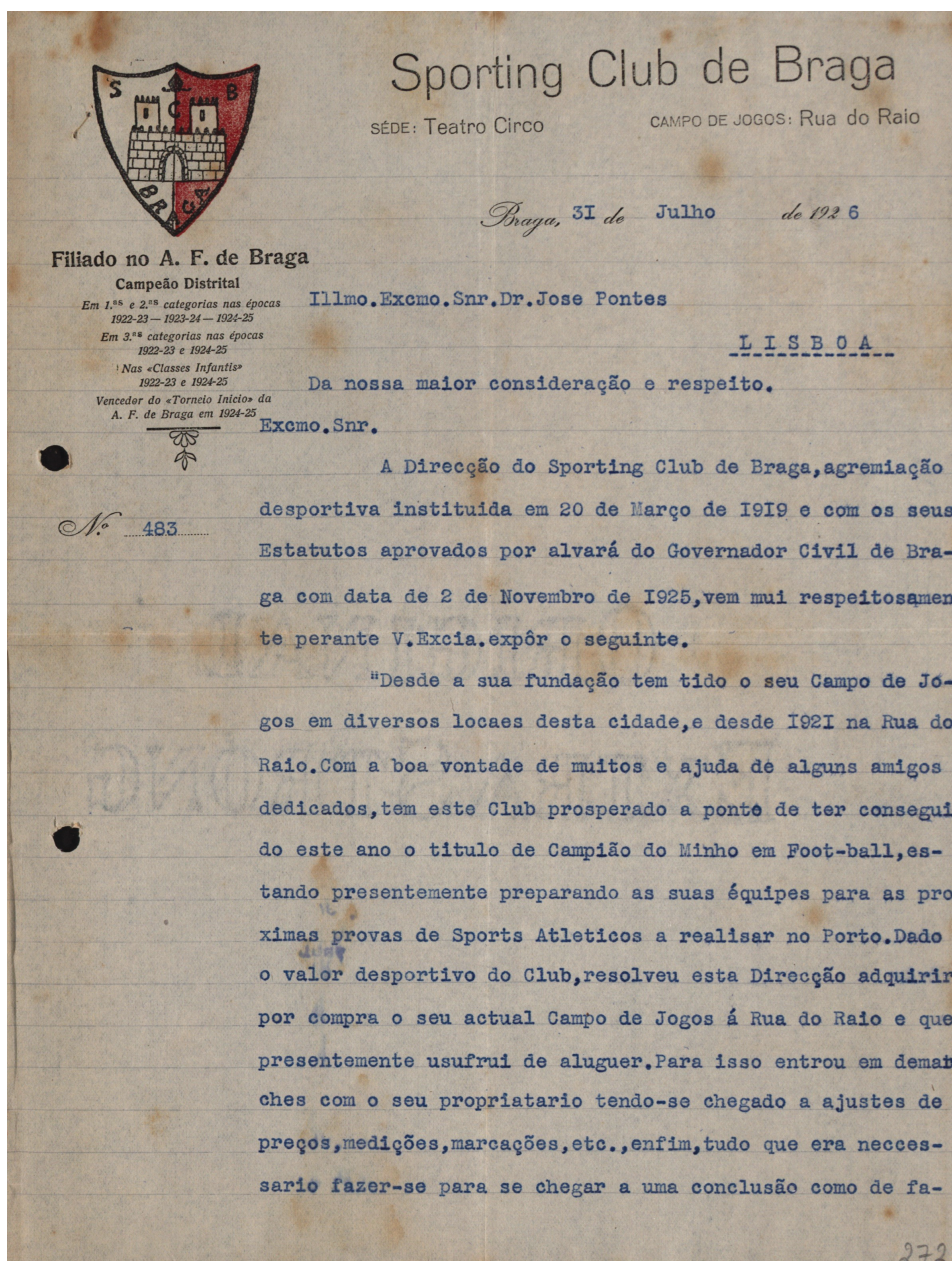 S C B
BRAGA
Sporting Club de Braga
SÉDE: Teatro Circo CAMPO DE JOGOS: Rua do Raio
Braga, 3I de Julho de 192 6
Filiado no A. F. de Braga
Campeão Distrital
Em 1.ᵃˢ e 2.ᵃˢ categorias nas épocas
1922-23 — 1923-24 — 1924-25
Em 3.ᵃˢ categorias nas épocas
1922-23 e 1924-25
Nas «Classes Infantis»
1922-23 e 1924-25
Vencedor do «Torneio Inicio» da
A. F. de Braga em 1924-25
N.º 483
Illmo.Excmo.Snr.Dr.Jose Pontes
L I S B O A
Da nossa maior consideração e respeito.
Excmo.Snr.
A Direcção do Sporting Club de Braga,agremiação
desportiva instituida em 20 de Março de I9I9 e com os seus
Estatutos aprovados por alvará do Governador Civil de Bra-
ga com data de 2 de Novembro de I925,vem mui respeitosamen
te perante V.Excia.expôr o seguinte.
"Desde a sua fundação tem tido o seu Campo de Jo-
gos em diversos locaes desta cidade,e desde I92I na Rua do
Raio.Com a boa vontade de muitos e ajuda de alguns amigos
dedicados,tem este Club prosperado a ponto de ter consegui
do este ano o titulo de Campião do Minho em Foot-ball,es-
tando presentemente preparando as suas équipes para as pro
ximas provas de Sports Atleticos a realisar no Porto.Dado
o valor desportivo do Club,resolveu esta Direcção adquirir
por compra o seu actual Campo de Jogos á Rua do Raio e que
presentemente usufrui de aluguer.Para isso entrou em demar
ches com o seu propriatario tendo-se chegado a ajustes de
preços,medições,marcações,etc.,enfim,tudo que era necces-
sario fazer-se para se chegar a uma conclusão como de fa-
272